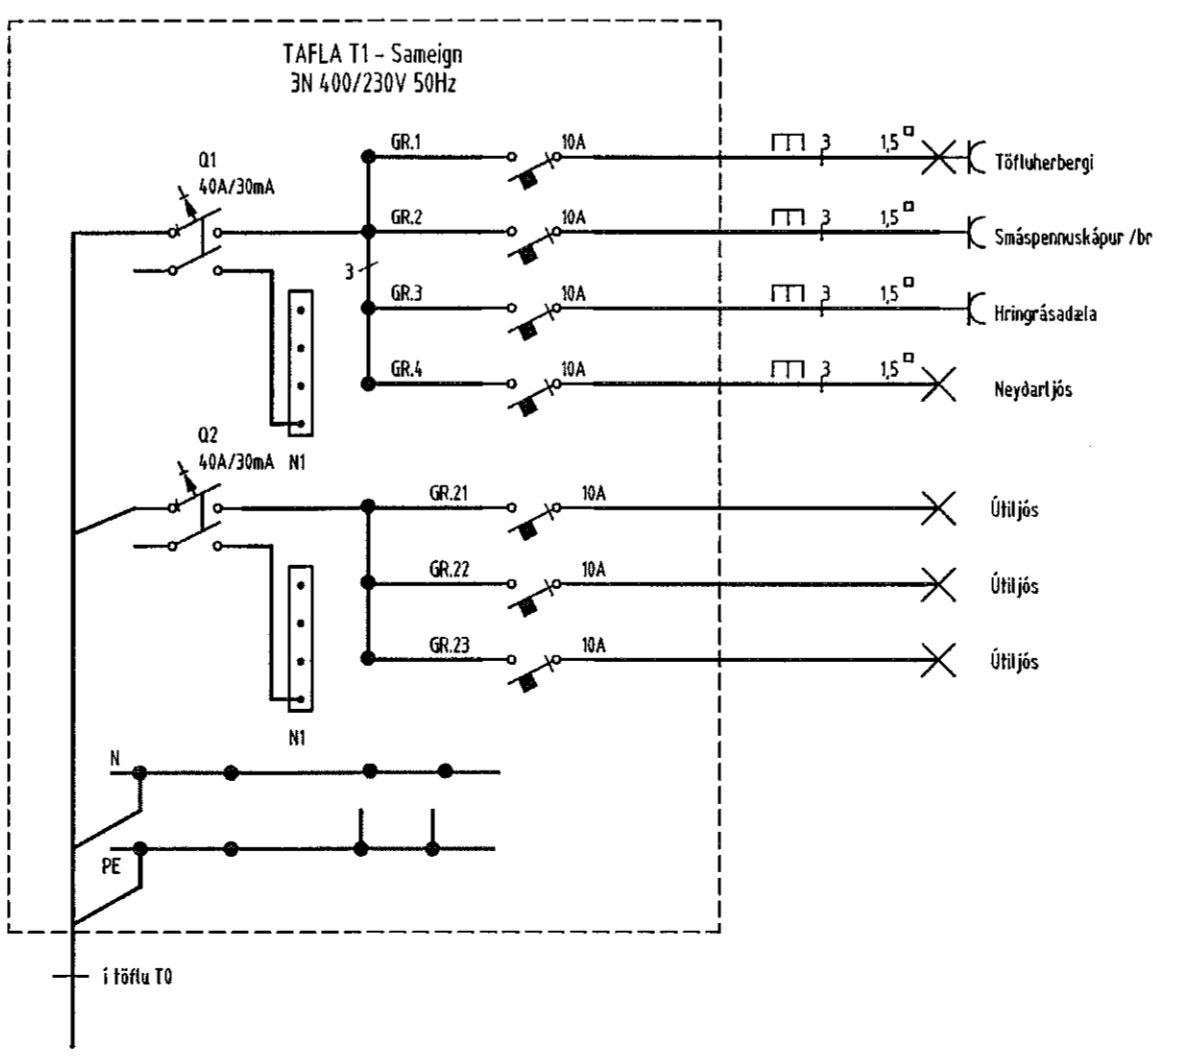 TAFLA T1 - Sameign
3N 400/230V 50Hz
Q1
40A/30mA
GR.1 10A 3 1,5□ Töfluherbergi
GR.2 10A 3 1,5□ Smáspennuskápur /br
3
GR.3 10A 3 1,5□ Hringrásadæla
GR.4 10A 3 1,5□ Neyðarljós
N1
Q2
40A/30mA
GR.21 10A Útiljós
GR.22 10A Útiljós
GR.23 10A Útiljós
N1
N
PE
í töflu T0